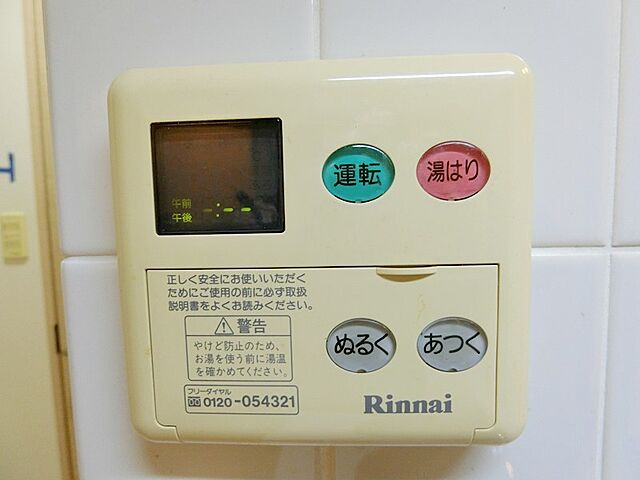 運転
湯はり
午前
午後 -:--
正しく安全にお使いいただく
ためにご使用の前に必ず取扱
説明書をよくお読みください。
警告
やけど防止のため、
お湯を使う前に湯温
を確かめてください。
フリーダイヤル
0120-054321
ぬるく
あつく
Rinnai